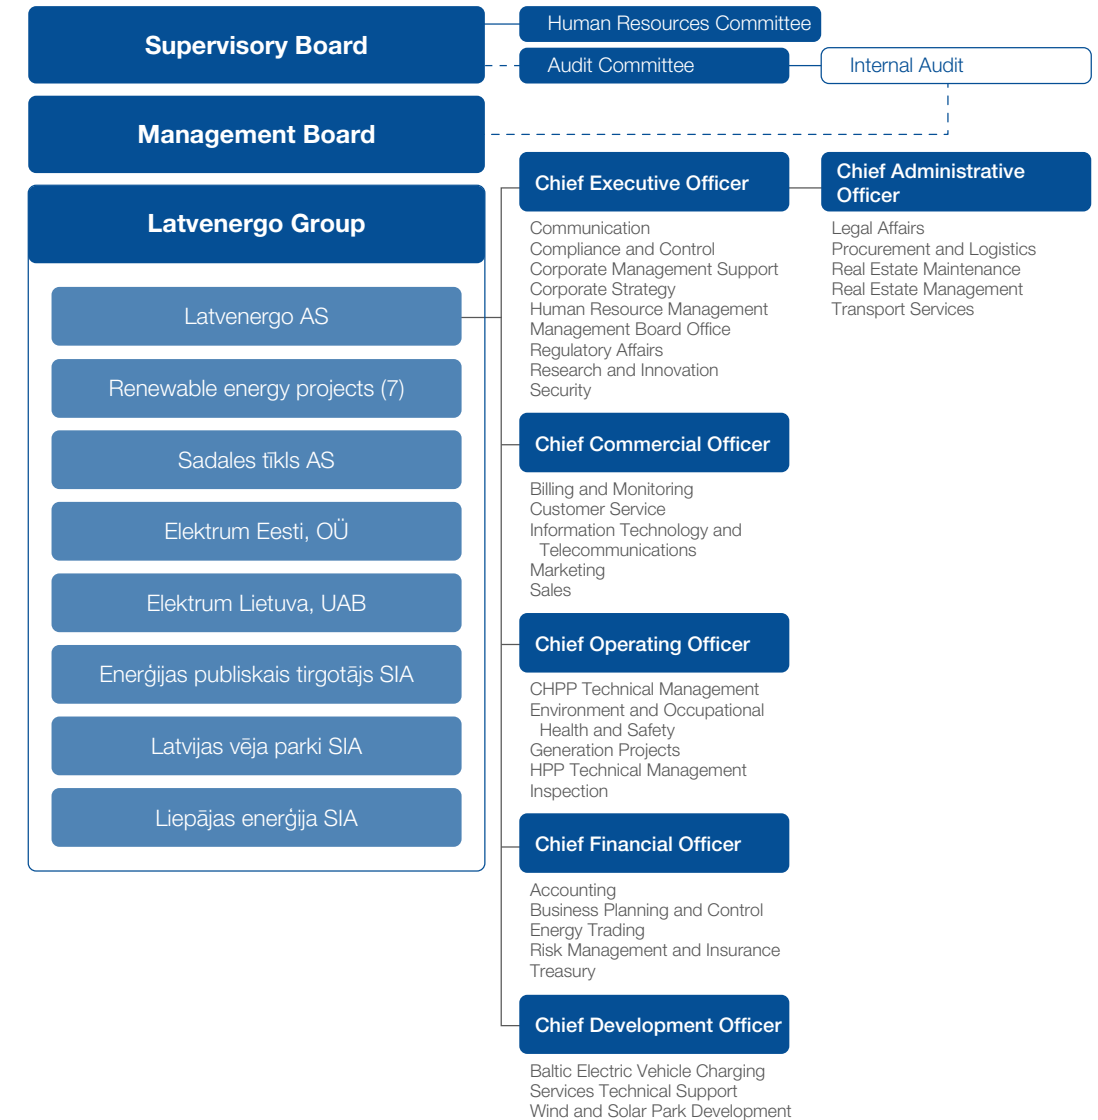 Supervisory Board
Human Resources Committee
Audit Committee
Internal Audit
Management Board
Latvenergo Group
Latvenergo AS
Renewable energy projects (7)
Sadales tīkls AS
Elektrum Eesti, OÜ
Elektrum Lietuva, UAB
Enerģijas publiskais tirgotājs SIA
Latvijas vēja parki SIA
Liepājas enerģija SIA
Chief Executive Officer
Communication
Compliance and Control
Corporate Management Support
Corporate Strategy
Human Resource Management
Management Board Office
Regulatory Affairs
Research and Innovation
Security
Chief Administrative
Officer
Legal Affairs
Procurement and Logistics
Real Estate Maintenance
Real Estate Management
Transport Services
Chief Commercial Officer
Billing and Monitoring
Customer Service
Information Technology and
Telecommunications
Marketing
Sales
Chief Operating Officer
CHPP Technical Management
Environment and Occupational
Health and Safety
Generation Projects
HPP Technical Management
Inspection
Chief Financial Officer
Accounting
Business Planning and Control
Energy Trading
Risk Management and Insurance
Treasury
Chief Development Officer
Baltic Electric Vehicle Charging
Services Technical Support
Wind and Solar Park Development